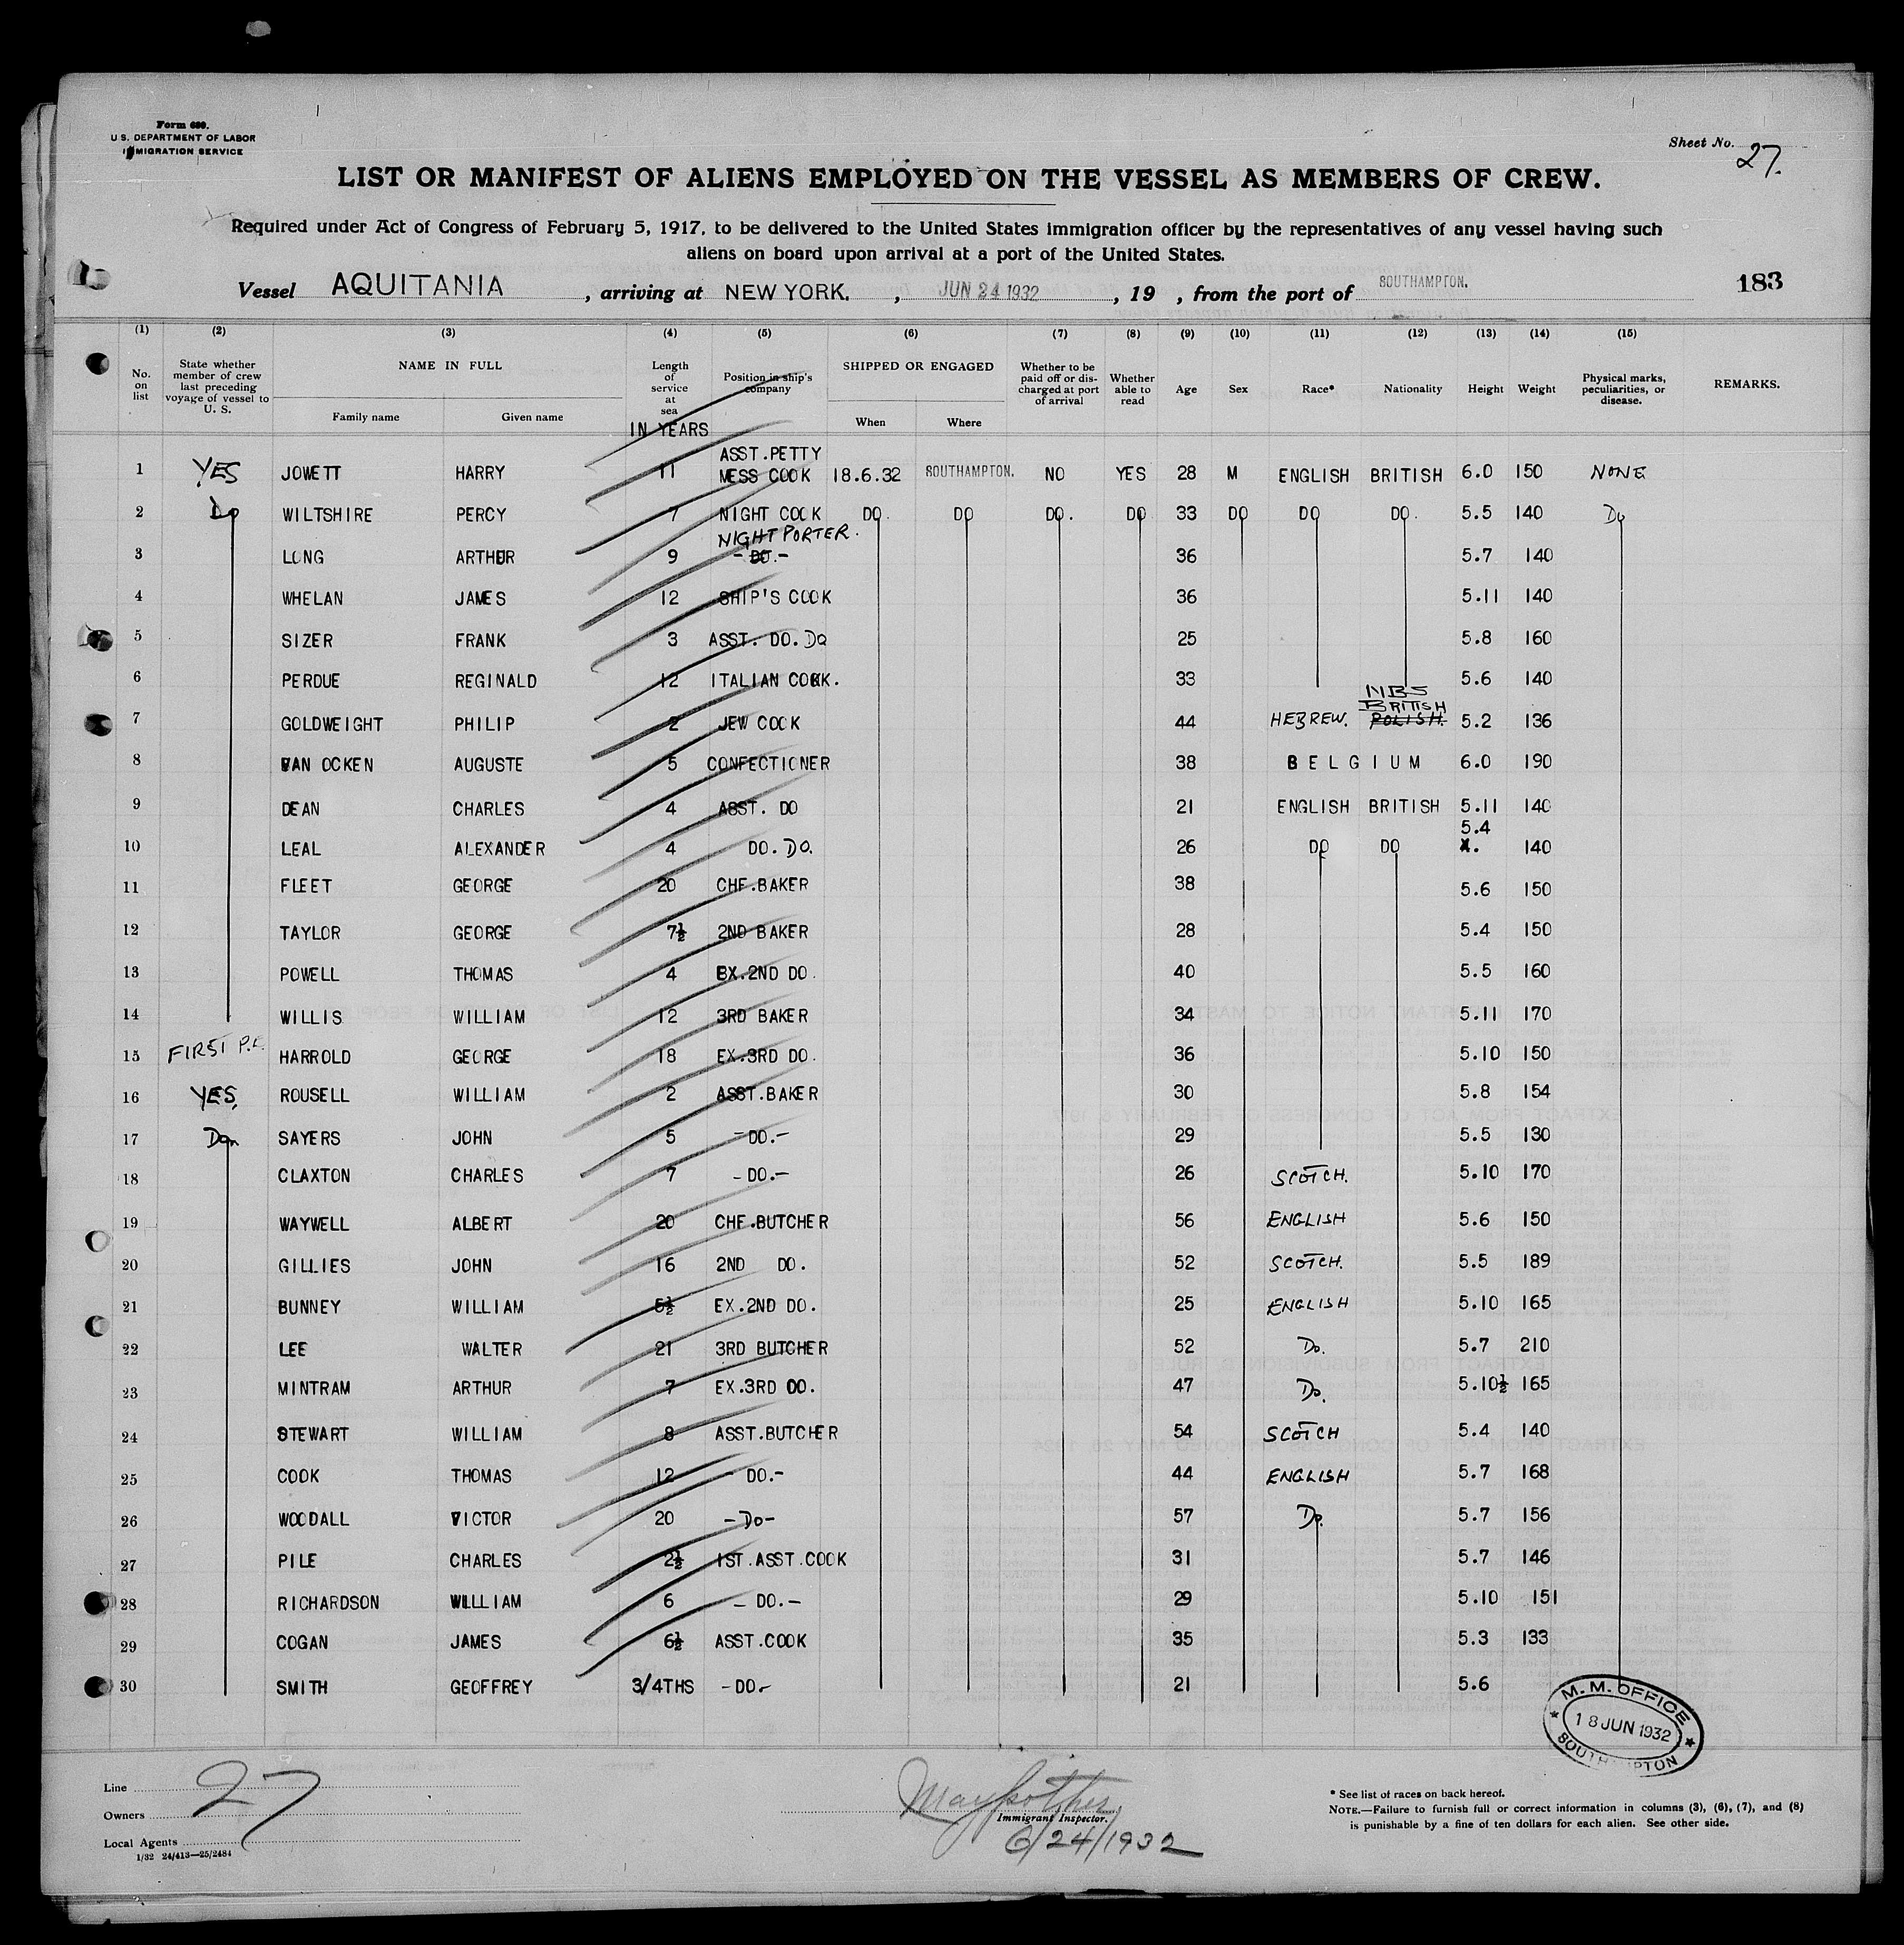 Form 680.
U. S. DEPARTMENT OF LABOR
IMMIGRATION SERVICE
Sheet No. 27.
LIST OR MANIFEST OF ALIENS EMPLOYED ON THE VESSEL AS MEMBERS OF CREW.
Required under Act of Congress of February 5, 1917, to be delivered to the United States immigration officer by the representatives of any vessel having such
aliens on board upon arrival at a port of the United States.
Vessel AQUITANIA, arriving at NEW YORK., JUN 24 1932, 19 , from the port of SOUTHAMPTON. 183
(1) (2) (3) (4) (5) (6) (7) (8) (9) (10) (11) (12) (13) (14) (15)
No. on list State whether member of crew last preceding voyage of vessel to U. S. NAME IN FULL Family name Given name Length of service at sea IN YEARS Position in ship's company SHIPPED OR ENGAGED When Where Whether to be paid off or discharged at port of arrival Whether able to read Age Sex Race* Nationality Height Weight Physical marks, peculiarities, or disease. REMARKS.
1 YES JOWETT HARRY 11 ASST.PETTY MESS COOK 18.6.32 SOUTHAMPTON. NO YES 28 M ENGLISH BRITISH 6.0 150 NONE
2 Do WILTSHIRE PERCY 7 NIGHT COOK DO. DO DO. DO 33 DO DO DO. 5.5 140 Do
3 LONG ARTHUR 9 NIGHT PORTER. -DO.- 36 5.7 140
4 WHELAN JAMES 12 SHIP'S COOK 36 5.11 140
5 SIZER FRANK 3 ASST. DO. DO 25 5.8 160
6 PERDUE REGINALD 12 ITALIAN COOK. 33 5.6 140
7 GOLDWEIGHT PHILIP 2 JEW COOK 44 HEBREW. NBS BRITISH POLISH. 5.2 136
8 VAN OCKEN AUGUSTE 5 CONFECTIONER 38 BELGIUM 6.0 190
9 DEAN CHARLES 4 ASST. DO 21 ENGLISH BRITISH 5.11 140
10 LEAL ALEXANDER 4 DO. DO. 26 DO DO 5.4 140
11 FLEET GEORGE 20 CHF.BAKER 38 5.6 150
12 TAYLOR GEORGE 7½ 2ND BAKER 28 5.4 150
13 POWELL THOMAS 4 EX.2ND DO. 40 5.5 160
14 WILLIS WILLIAM 12 3RD BAKER 34 5.11 170
15 FIRST HARROLD GEORGE 18 EX.3RD DO. 36 5.10 150
16 YES, ROUSELL WILLIAM 2 ASST.BAKER 30 5.8 154
17 Do SAYERS JOHN 5 -DO.- 29 5.5 130
18 CLAXTON CHARLES 7 -DO.- 26 SCOTCH. 5.10 170
19 WAYWELL ALBERT 20 CHF.BUTCHER 56 ENGLISH 5.6 150
20 GILLIES JOHN 16 2ND DO. 52 SCOTCH. 5.5 189
21 BUNNEY WILLIAM 5½ EX.2ND DO. 25 ENGLISH 5.10 165
22 LEE WALTER 21 3RD BUTCHER 52 Do. 5.7 210
23 MINTRAM ARTHUR 7 EX.3RD DO. 47 Do. 5.10½ 165
24 STEWART WILLIAM 8 ASST.BUTCHER 54 SCOTCH 5.4 140
25 COOK THOMAS 12 - DO.- 44 ENGLISH 5.7 168
26 WOODALL VICTOR 20 -Do- 57 Do. 5.7 156
27 PILE CHARLES 2½ 1ST.ASST.COOK 31 5.7 146
28 RICHARDSON WILLIAM 6 - DO.- 29 5.10 151
29 COGAN JAMES 6½ ASST.COOK 35 5.3 133
30 SMITH GEOFFREY 3/4THS -DO.- 21 5.6
M. M. OFFICE
18 JUN 1932
SOUTHAMPTON
Line
Owners
27
Local Agents
1/32 24/413—25/2484
Immigrant Inspector.
6/24/1932
* See list of races on back hereof.
NOTE.—Failure to furnish full or correct information in columns (3), (6), (7), and (8)
is punishable by a fine of ten dollars for each alien. See other side.